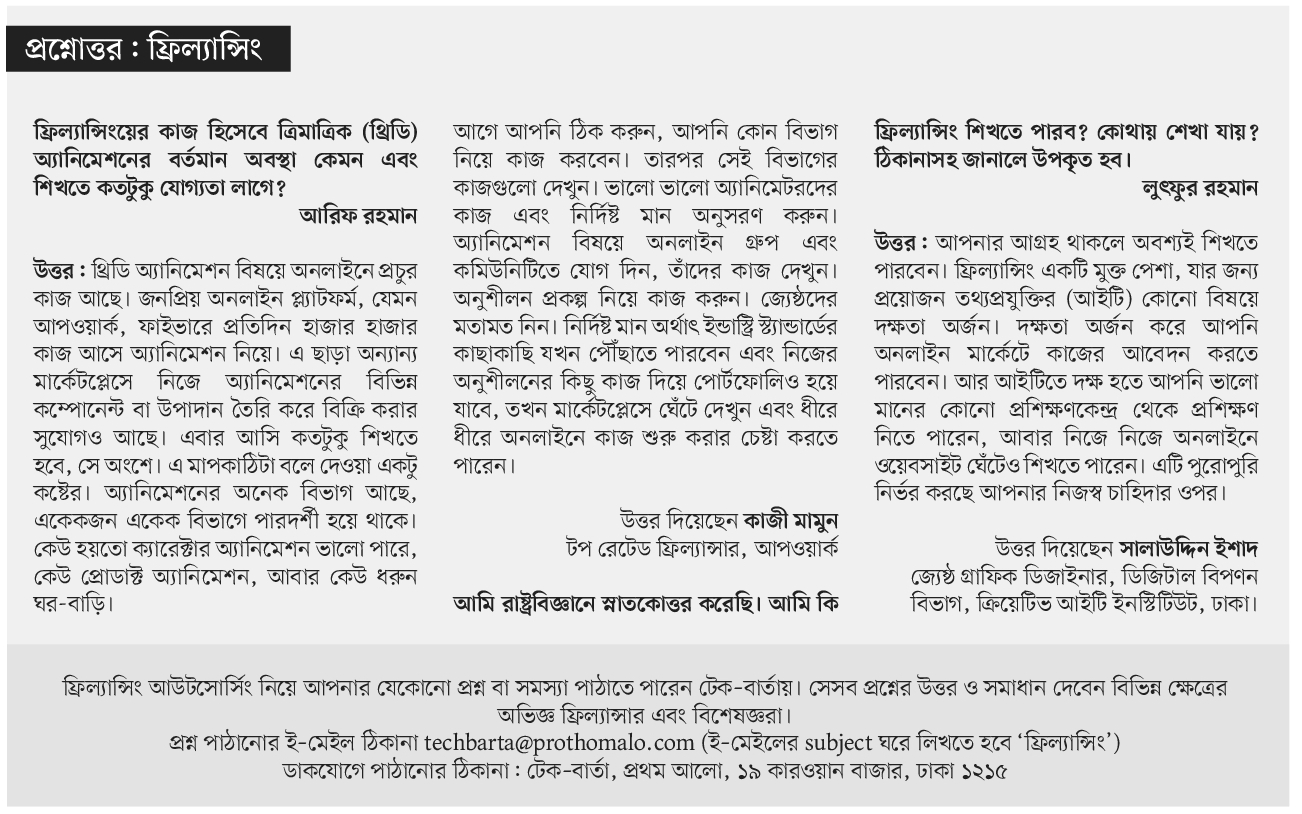 প্রশ্নোত্তর : ফ্রিল্যান্সিং
ফ্রিল্যান্সিংয়ের কাজ হিসেবে ত্রিমাত্রিক (থ্রিডি)
অ্যানিমেশনের বর্তমান অবস্থা কেমন এবং
শিখতে কতটুকু যোগ্যতা লাগে?
আরিফ রহমান
উত্তর : থ্রিডি অ্যানিমেশন বিষয়ে অনলাইনে প্রচুর
কাজ আছে। জনপ্রিয় অনলাইন প্ল্যাটফর্ম, যেমন
আপওয়ার্ক, ফাইভারে প্রতিদিন হাজার হাজার
কাজ আসে অ্যানিমেশন নিয়ে। এ ছাড়া অন্যান্য
মার্কেটপ্লেসে নিজে অ্যানিমেশনের বিভিন্ন
কম্পোনেন্ট বা উপাদান তৈরি করে বিক্রি করার
সুযোগও আছে। এবার আসি কতটুকু শিখতে
হবে, সে অংশে। এ মাপকাঠিটা বলে দেওয়া একটু
কষ্টের। অ্যানিমেশনের অনেক বিভাগ আছে,
একেকজন একেক বিভাগে পারদর্শী হয়ে থাকে।
কেউ হয়তো ক্যারেক্টার অ্যানিমেশন ভালো পারে,
কেউ প্রোডাক্ট অ্যানিমেশন, আবার কেউ ধরুন
ঘর-বাড়ি।
আগে আপনি ঠিক করুন, আপনি কোন বিভাগ
নিয়ে কাজ করবেন। তারপর সেই বিভাগের
কাজগুলো দেখুন। ভালো ভালো অ্যানিমেটরদের
কাজ এবং নির্দিষ্ট মান অনুসরণ করুন।
অ্যানিমেশন বিষয়ে অনলাইন গ্রুপ এবং
কমিউনিটিতে যোগ দিন, তাঁদের কাজ দেখুন।
অনুশীলন প্রকল্প নিয়ে কাজ করুন। জ্যেষ্ঠদের
মতামত নিন। নির্দিষ্ট মান অর্থাৎ ইন্ডাস্ট্রি স্ট্যান্ডার্ডের
কাছাকাছি যখন পৌঁছাতে পারবেন এবং নিজের
অনুশীলনের কিছু কাজ দিয়ে পোর্টফোলিও হয়ে
যাবে, তখন মার্কেটপ্লেসে ঘেঁটে দেখুন এবং ধীরে
ধীরে অনলাইনে কাজ শুরু করার চেষ্টা করতে
পারেন।
উত্তর দিয়েছেন কাজী মামুন
টপ রেটেড ফ্রিল্যান্সার, আপওয়ার্ক
আমি রাষ্ট্রবিজ্ঞানে স্নাতকোত্তর করেছি। আমি কি
ফ্রিল্যান্সিং শিখতে পারব? কোথায় শেখা যায়?
ঠিকানাসহ জানালে উপকৃত হব।
লুৎফুর রহমান
উত্তর : আপনার আগ্রহ থাকলে অবশ্যই শিখতে
পারবেন। ফ্রিল্যান্সিং একটি মুক্ত পেশা, যার জন্য
প্রয়োজন তথ্যপ্রযুক্তির (আইটি) কোনো বিষয়ে
দক্ষতা অর্জন। দক্ষতা অর্জন করে আপনি
অনলাইন মার্কেটে কাজের আবেদন করতে
পারবেন। আর আইটিতে দক্ষ হতে আপনি ভালো
মানের কোনো প্রশিক্ষণকেন্দ্র থেকে প্রশিক্ষণ
নিতে পারেন, আবার নিজে নিজে অনলাইনে
ওয়েবসাইট ঘেঁটেও শিখতে পারেন। এটি পুরোপুরি
নির্ভর করছে আপনার নিজস্ব চাহিদার ওপর।
উত্তর দিয়েছেন সালাউদ্দিন ইশাদ
জ্যেষ্ঠ গ্রাফিক ডিজাইনার, ডিজিটাল বিপণন
বিভাগ, ক্রিয়েটিভ আইটি ইনস্টিটিউট, ঢাকা।
ফ্রিল্যান্সিং আউটসোর্সিং নিয়ে আপনার যেকোনো প্রশ্ন বা সমস্যা পাঠাতে পারেন টেক-বার্তায়। সেসব প্রশ্নের উত্তর ও সমাধান দেবেন বিভিন্ন ক্ষেত্রের
অভিজ্ঞ ফ্রিল্যান্সার এবং বিশেষজ্ঞরা।
প্রশ্ন পাঠানোর ই-মেইল ঠিকানা techbarta@prothomalo.com (ই-মেইলের subject ঘরে লিখতে হবে ‘ফ্রিল্যান্সিং’)
ডাকযোগে পাঠানোর ঠিকানা : টেক-বার্তা, প্রথম আলো, ১৯ কারওয়ান বাজার, ঢাকা ১২১৫